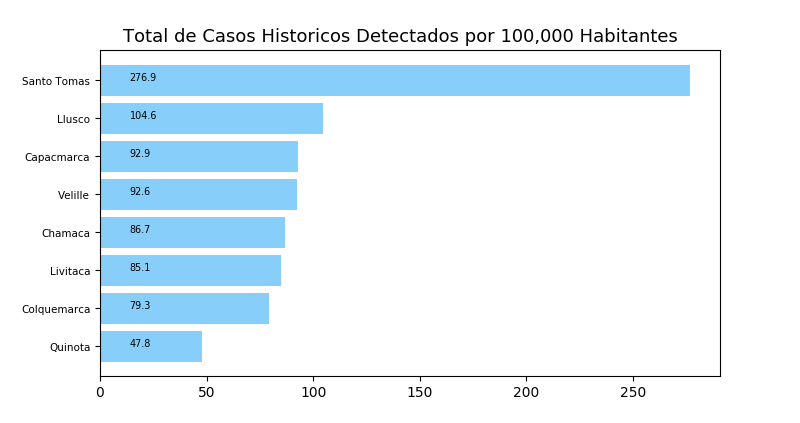 Total de Casos Historicos Detectados por 100,000 Habitantes
Santo Tomas 276.9
Llusco 104.6
Capacmarca 92.9
Velille 92.6
Chamaca 86.7
Livitaca 85.1
Colquemarca 79.3
Quinota 47.8
0 50 100 150 200 250